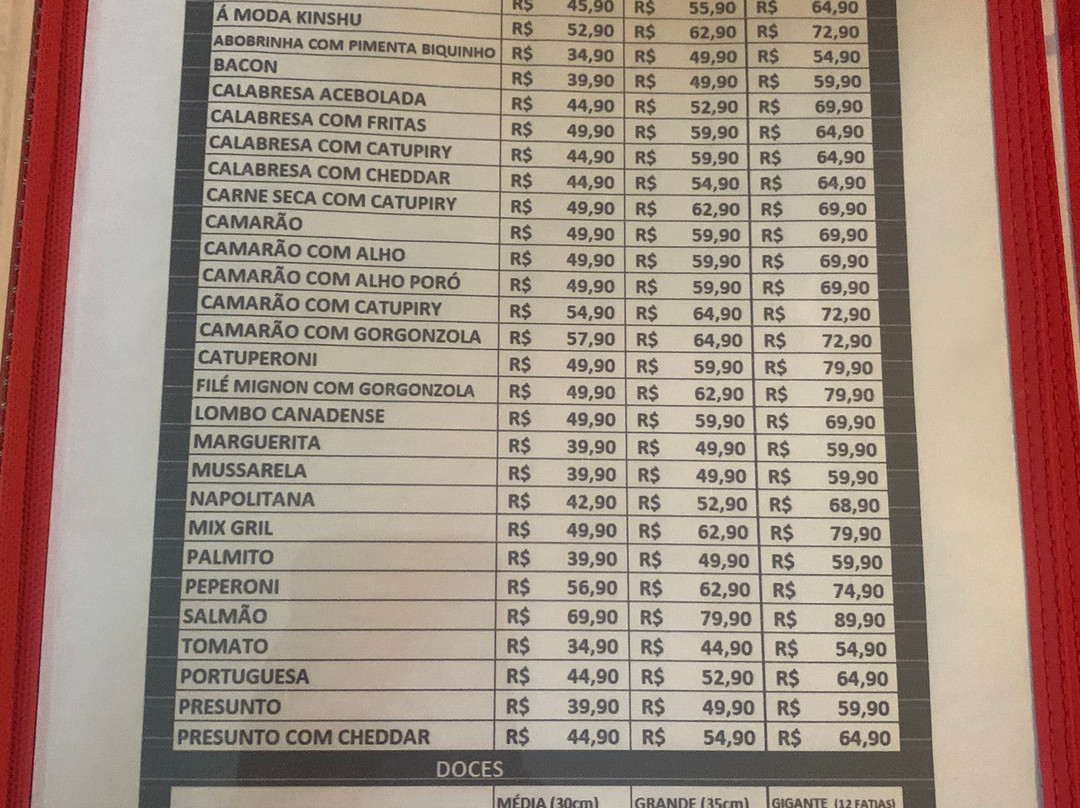 R$ 45,90 R$ 55,90 R$ 64,90
Á MODA KINSHU R$ 52,90 R$ 62,90 R$ 72,90
ABOBRINHA COM PIMENTA BIQUINHO R$ 34,90 R$ 49,90 R$ 54,90
BACON R$ 39,90 R$ 49,90 R$ 59,90
CALABRESA ACEBOLADA R$ 44,90 R$ 52,90 R$ 69,90
CALABRESA COM FRITAS R$ 49,90 R$ 59,90 R$ 64,90
CALABRESA COM CATUPIRY R$ 44,90 R$ 59,90 R$ 64,90
CALABRESA COM CHEDDAR R$ 44,90 R$ 54,90 R$ 64,90
CARNE SECA COM CATUPIRY R$ 49,90 R$ 62,90 R$ 69,90
CAMARÃO R$ 49,90 R$ 59,90 R$ 69,90
CAMARÃO COM ALHO R$ 49,90 R$ 59,90 R$ 69,90
CAMARÃO COM ALHO PORÓ R$ 49,90 R$ 59,90 R$ 69,90
CAMARÃO COM CATUPIRY R$ 54,90 R$ 64,90 R$ 72,90
CAMARÃO COM GORGONZOLA R$ 57,90 R$ 64,90 R$ 72,90
CATUPERONI R$ 49,90 R$ 59,90 R$ 79,90
FILÉ MIGNON COM GORGONZOLA R$ 49,90 R$ 62,90 R$ 79,90
LOMBO CANADENSE R$ 49,90 R$ 59,90 R$ 69,90
MARGUERITA R$ 39,90 R$ 49,90 R$ 59,90
MUSSARELA R$ 39,90 R$ 49,90 R$ 59,90
NAPOLITANA R$ 42,90 R$ 52,90 R$ 68,90
MIX GRIL R$ 49,90 R$ 62,90 R$ 79,90
PALMITO R$ 39,90 R$ 49,90 R$ 59,90
PEPERONI R$ 56,90 R$ 62,90 R$ 74,90
SALMÃO R$ 69,90 R$ 79,90 R$ 89,90
TOMATO R$ 34,90 R$ 44,90 R$ 54,90
PORTUGUESA R$ 44,90 R$ 52,90 R$ 64,90
PRESUNTO R$ 39,90 R$ 49,90 R$ 59,90
PRESUNTO COM CHEDDAR R$ 44,90 R$ 54,90 R$ 64,90
DOCES
MÉDIA (30cm) GRANDE (35cm) GIGANTE (12 FATIAS)